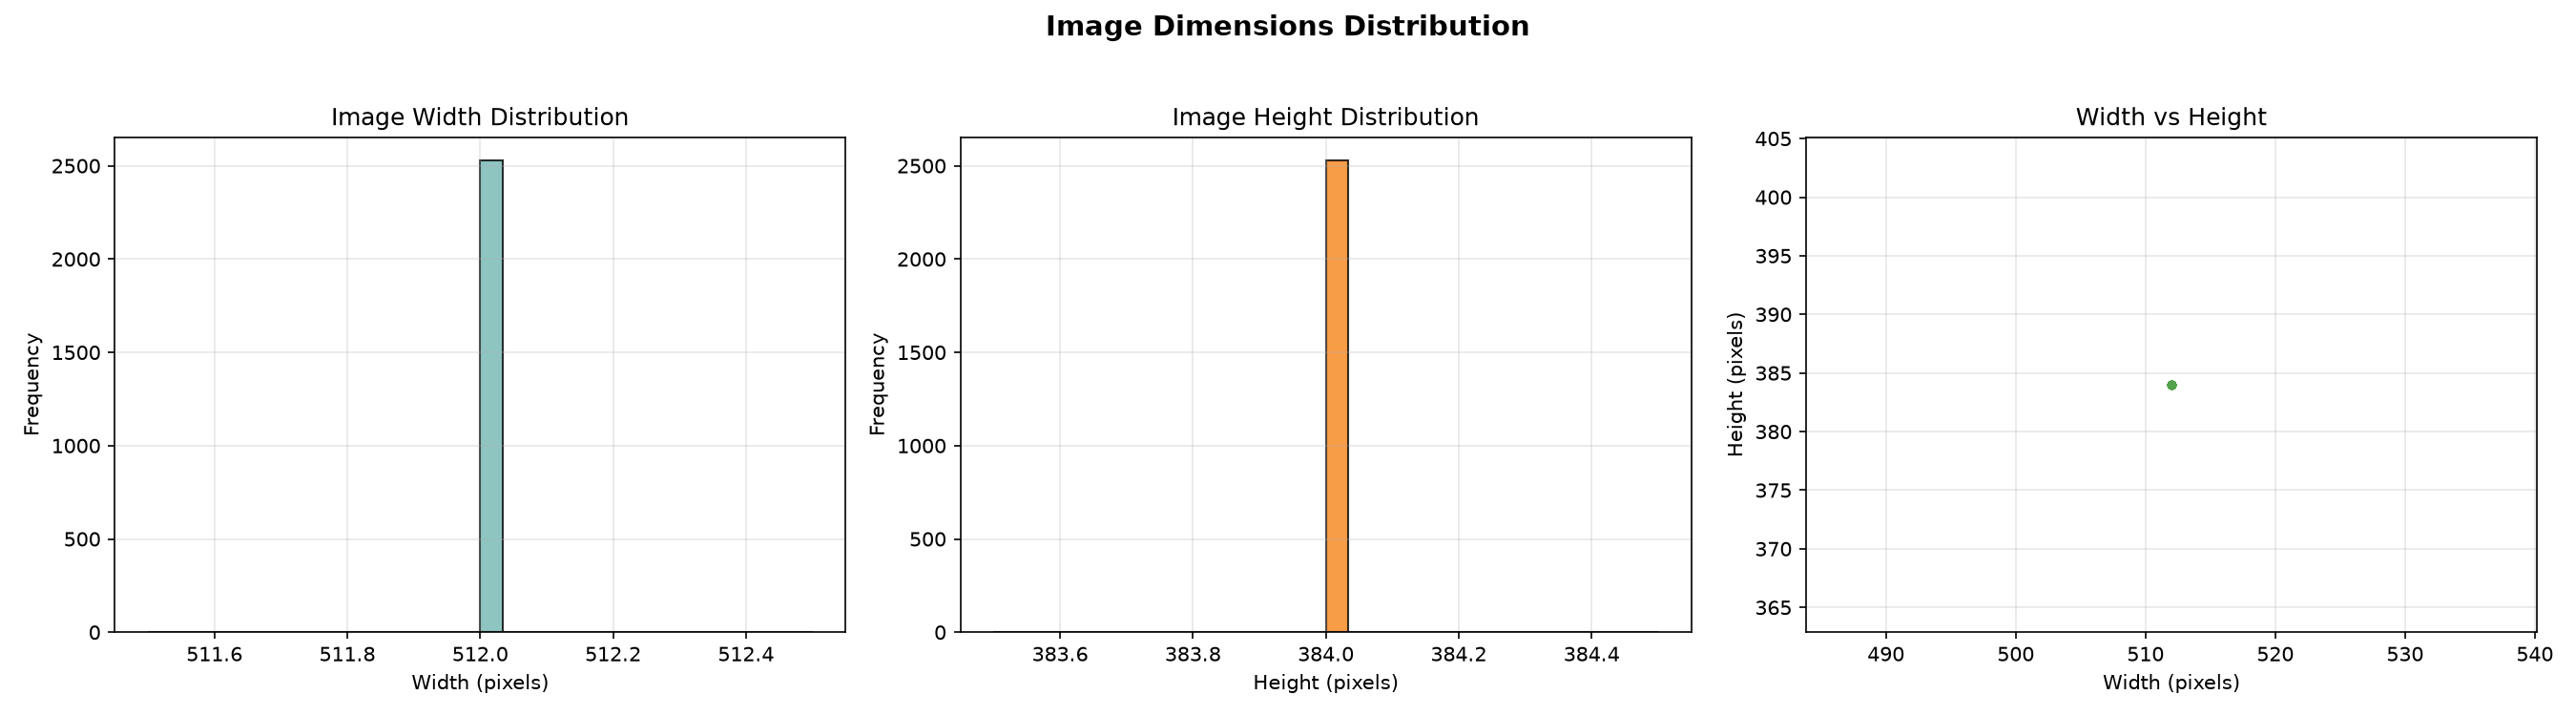 Image Dimensions Distribution
Image Width Distribution
2500
2000
1500
1000
500
0
Frequency
511.6 511.8 512.0 512.2 512.4
Width (pixels)
Image Height Distribution
2500
2000
1500
1000
500
0
Frequency
383.6 383.8 384.0 384.2 384.4
Height (pixels)
Width vs Height
405
400
395
390
385
380
375
370
365
Height (pixels)
490 500 510 520 530 540
Width (pixels)